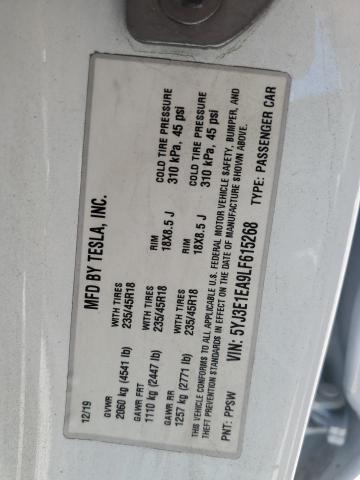 MFD BY TESLA, INC.
12/19
GVWR
2060 kg (4541 lb)
GAWR FRT WITH TIRES RIM COLD TIRE PRESSURE
1110 kg (2447 lb) 235/45R18 18X8.5 J 310 kPa, 45 psi
GAWR RR WITH TIRES RIM COLD TIRE PRESSURE
1257 kg (2771 lb) 235/45R18 18X8.5 J 310 kPa, 45 psi
THIS VEHICLE CONFORMS TO ALL APPLICABLE U.S. FEDERAL MOTOR VEHICLE SAFETY, BUMPER, AND
THEFT PREVENTION STANDARDS IN EFFECT ON THE DATE OF MANUFACTURE SHOWN ABOVE.
PNT: PPSW VIN: 5YJ3E1EA9LF615268 TYPE: PASSENGER CAR